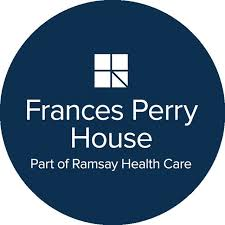 Frances Perry
House
Part of Ramsay Health Care